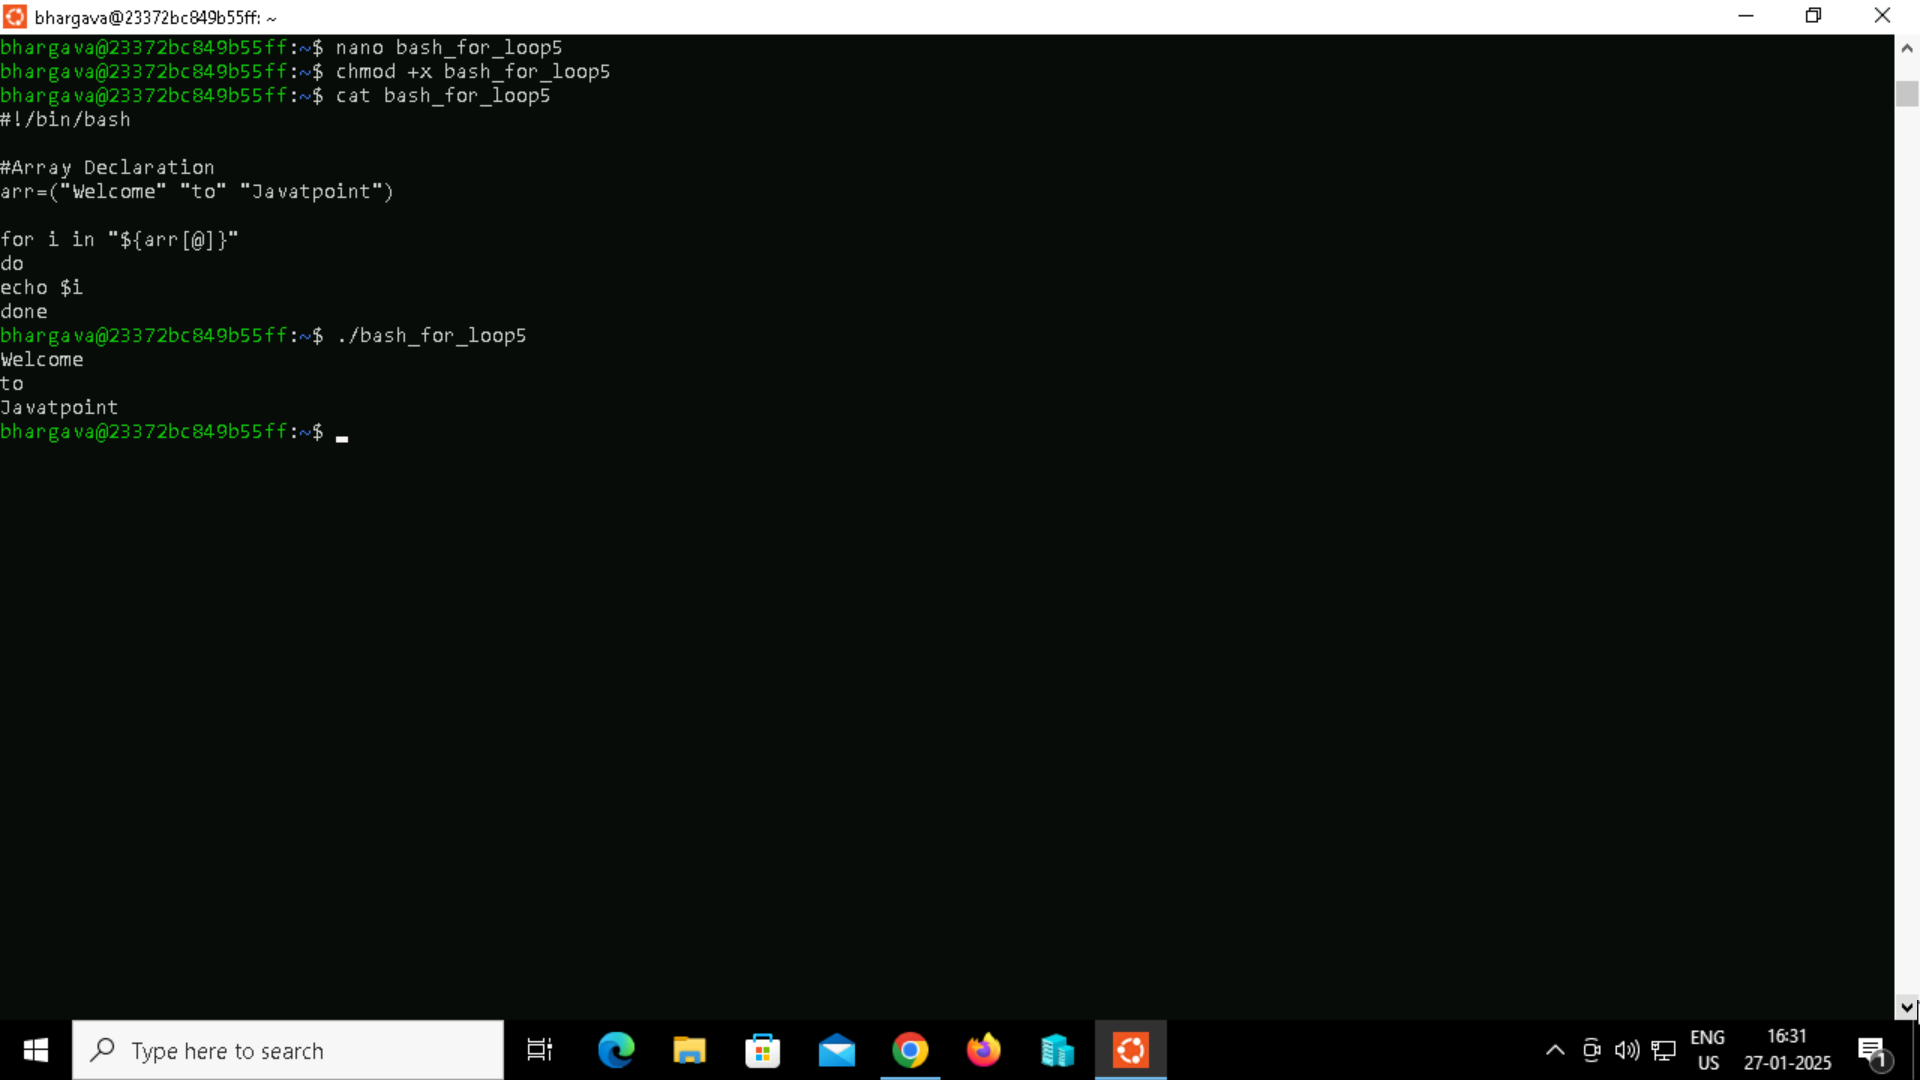 bhargava@23372bc849b55ff: ~
bhargava@23372bc849b55ff:~$ nano bash_for_loop5
bhargava@23372bc849b55ff:~$ chmod +x bash_for_loop5
bhargava@23372bc849b55ff:~$ cat bash_for_loop5
#!/bin/bash
#Array Declaration
arr=("Welcome" "to" "Javatpoint")
for i in "${arr[@]}"
do
echo $i
done
bhargava@23372bc849b55ff:~$ ./bash_for_loop5
Welcome
to
Javatpoint
bhargava@23372bc849b55ff:~$
Type here to search
ENG
US
16:31
27-01-2025
1